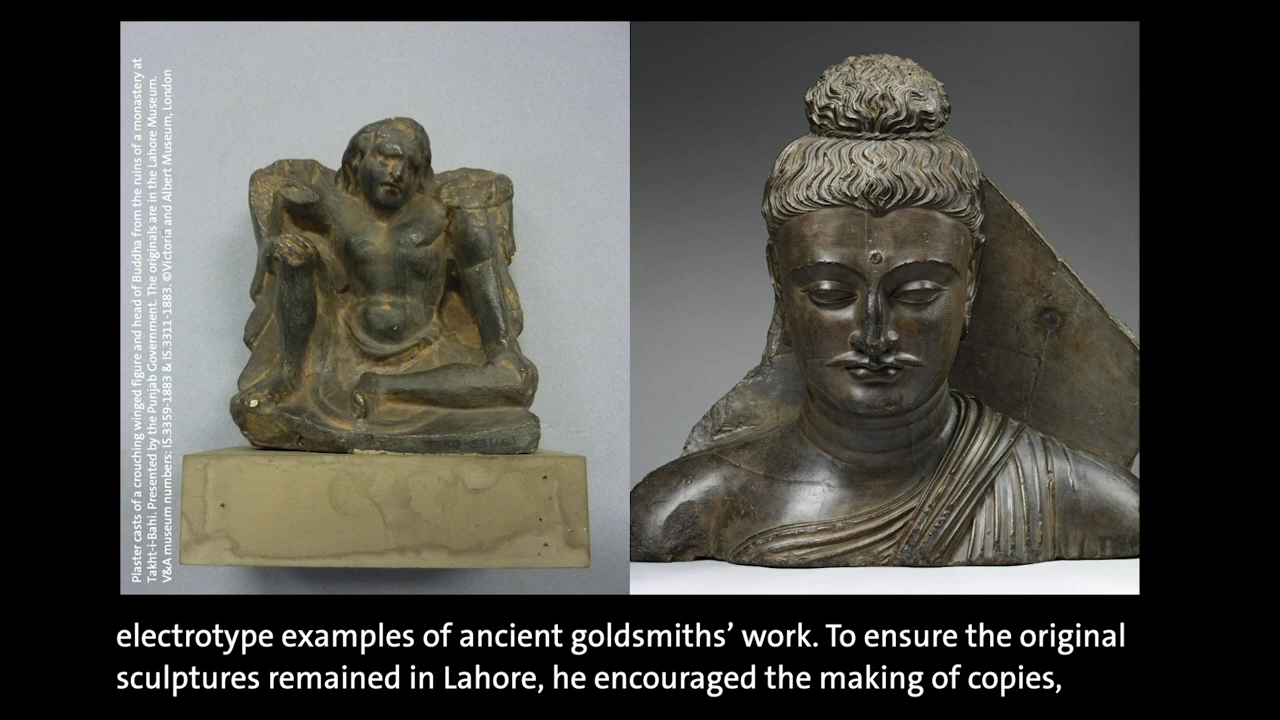 Plaster casts of a crouching winged figure and head of Buddha from the ruins of a monastery at
Takht-i-Bahi. Presented by the Punjab Government. The originals are in the Lahore Museum.
V&A museum numbers: IS.3359-1883 & IS.3311-1883. ©Victoria and Albert Museum, London
electrotype examples of ancient goldsmiths’ work. To ensure the original
sculptures remained in Lahore, he encouraged the making of copies,